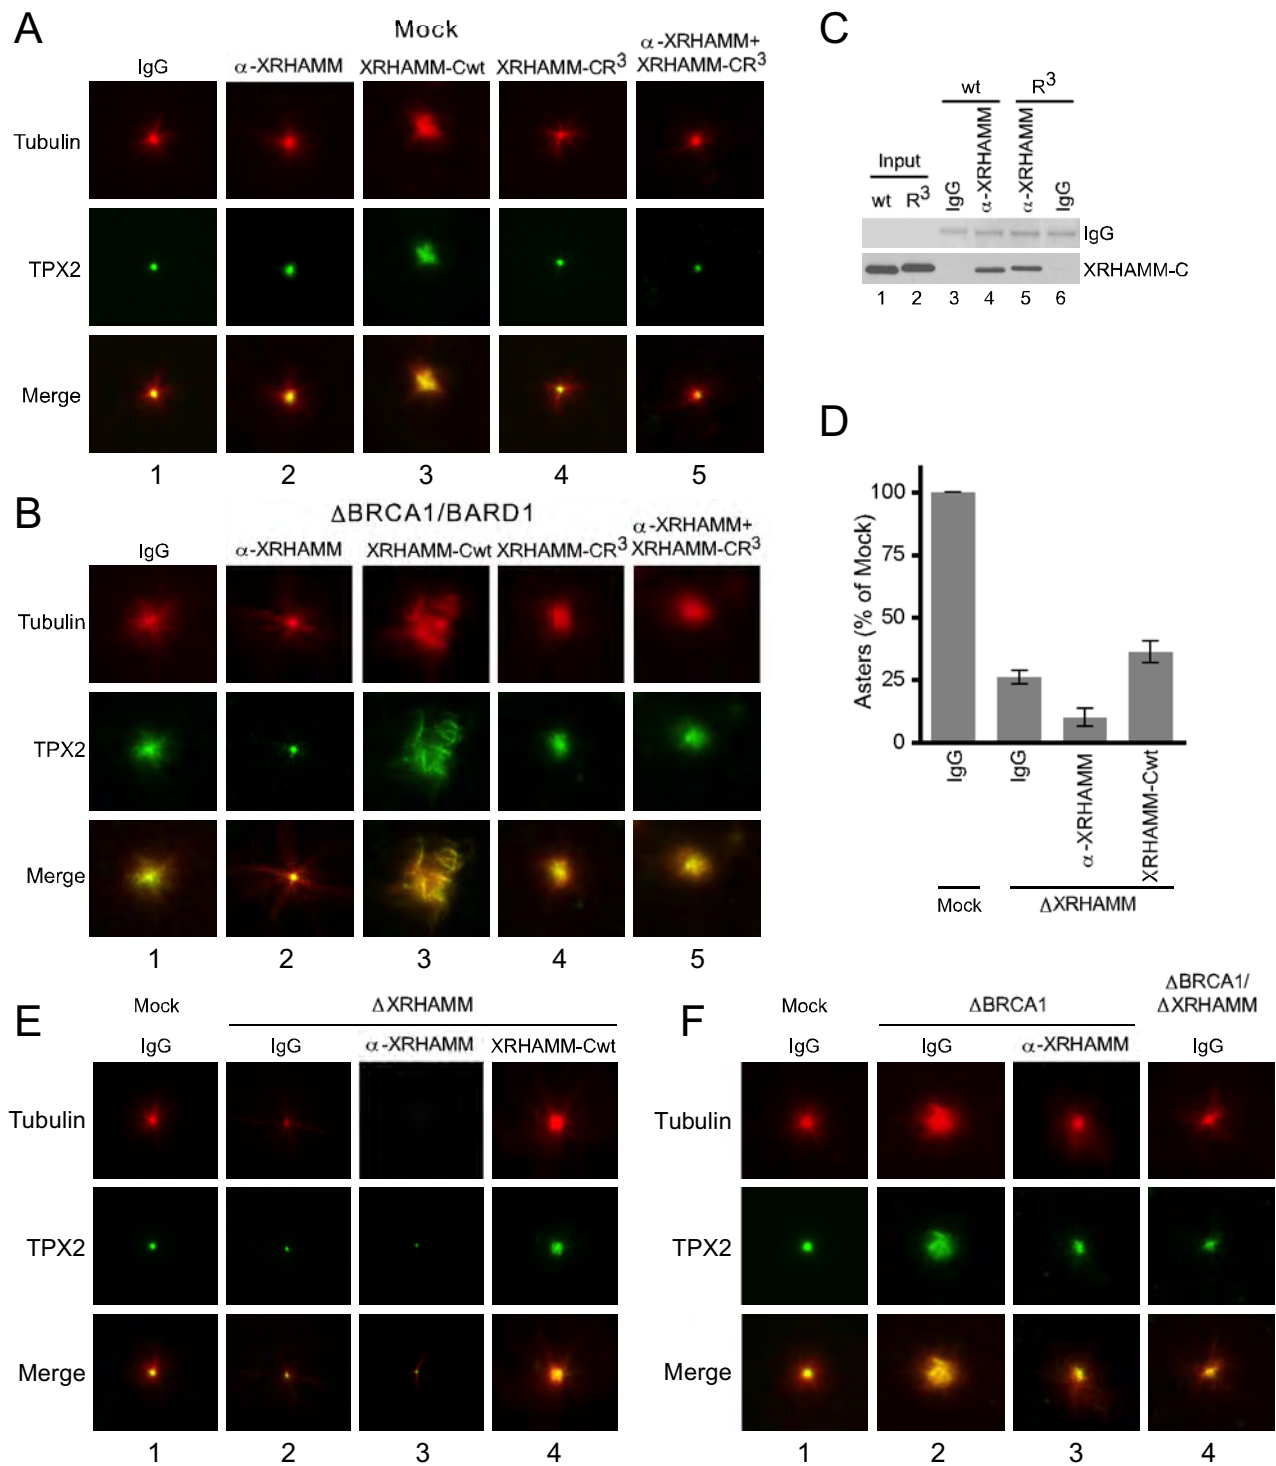 A
Mock
IgG
α-XRHAMM
XRHAMM-Cwt
XRHAMM-CR3
α-XRHAMM+
XRHAMM-CR3
Tubulin
TPX2
Merge
1 2 3 4 5
B
ΔBRCA1/BARD1
IgG
α-XRHAMM
XRHAMM-Cwt
XRHAMM-CR3
α-XRHAMM+
XRHAMM-CR3
Tubulin
TPX2
Merge
1 2 3 4 5
C
wt R3
Input
wt R3 IgG α-XRHAMM α-XRHAMM IgG
IgG
XRHAMM-C
1 2 3 4 5 6
D
Asters (% of Mock)
100
75
50
25
0
IgG IgG α-XRHAMM XRHAMM-Cwt
Mock ΔXRHAMM
E
Mock ΔXRHAMM
IgG IgG α-XRHAMM XRHAMM-Cwt
Tubulin
TPX2
Merge
1 2 3 4
F
Mock ΔBRCA1 ΔBRCA1/
ΔXRHAMM
IgG IgG α-XRHAMM IgG
Tubulin
TPX2
Merge
1 2 3 4